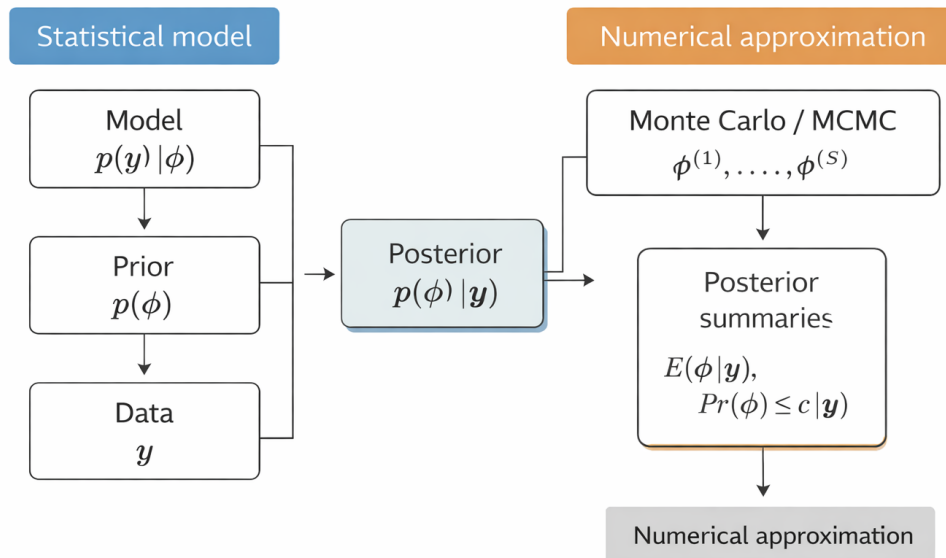 Statistical model
Numerical approximation
Model
p(y) |ϕ)
Prior
p(ϕ)
Data
y
Posterior
p(ϕ) |y)
Monte Carlo / MCMC
ϕ^(1), . . . . , ϕ^(S)
Posterior
summaries
E(ϕ|y),
Pr(ϕ) ≤ c|y)
Numerical approximation